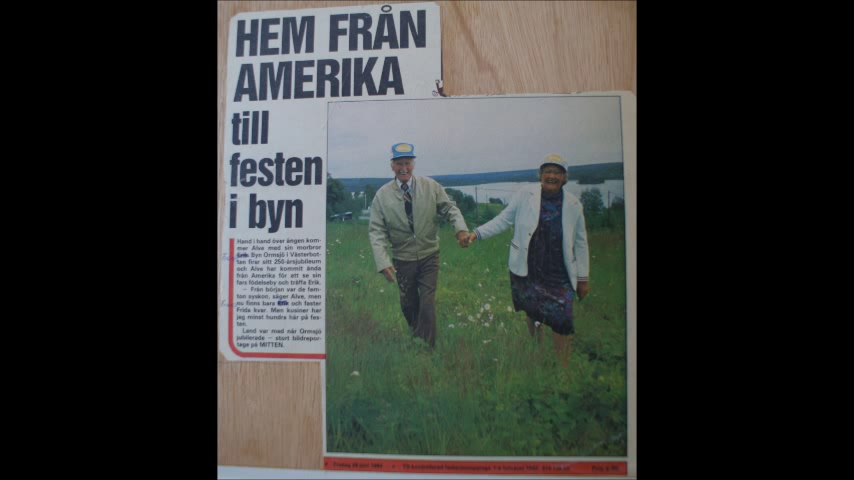 HEM FRÅN
AMERIKA
till
festen
i byn
Hand i hand över ängen kom-
mer Alve med sin morbror
Erik. Byn Ormsjö i Västerbot-
ten firar sitt 250-årsjubileum
och Alve har kommit ända
från Amerika för att se sin
fars födelseby och träffa Erik.
— Från början var de fem-
ton syskon, säger Alve, men
nu finns bara Erik och faster
Frida kvar. Men kusiner har
jag minst hundra här på fes-
ten.
Land var med när Ormsjö
jubilerade — stort bildrepor-
tage på MITTEN.